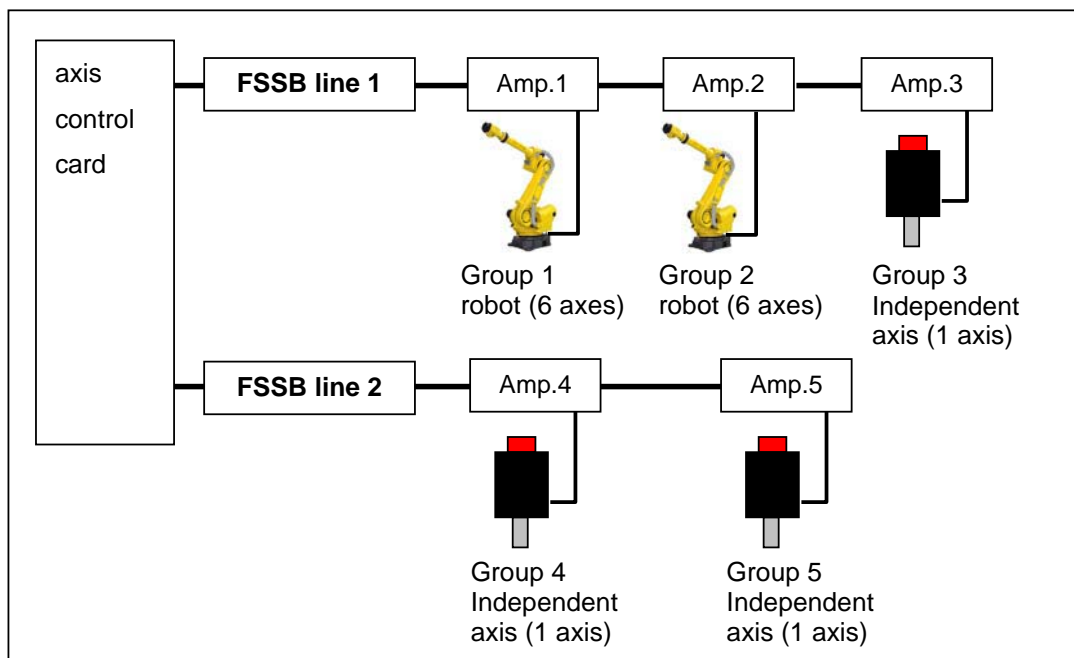 axis
control
card
FSSB line 1
Amp.1
Amp.2
Amp.3
Group 1
robot (6 axes)
Group 2
robot (6 axes)
Group 3
Independent
axis (1 axis)
FSSB line 2
Amp.4
Amp.5
Group 4
Independent
axis (1 axis)
Group 5
Independent
axis (1 axis)